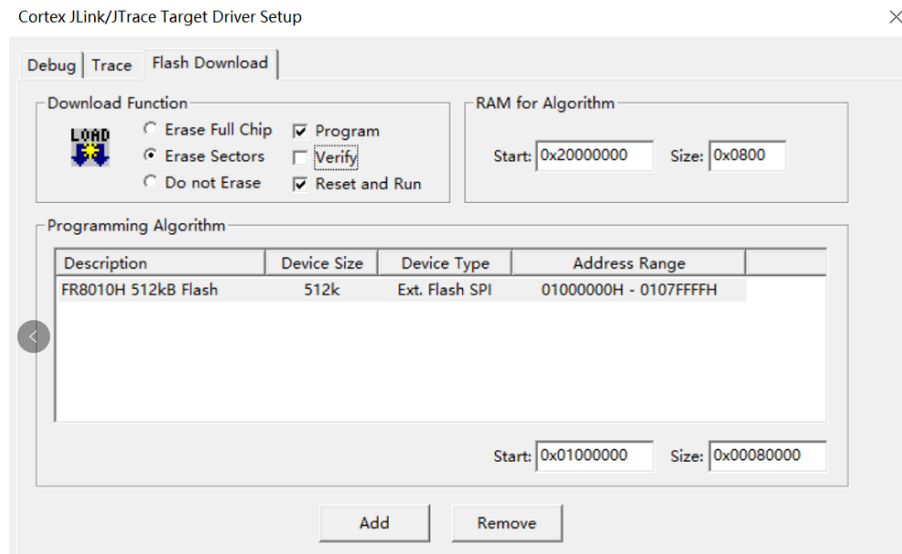 Cortex JLink/JTrace Target Driver Setup
Debug Trace Flash Download
Download Function
LOAD
Erase Full Chip Program
Erase Sectors Verify
Do not Erase Reset and Run
RAM for Algorithm
Start: 0x20000000 Size: 0x0800
Programming Algorithm
Description Device Size Device Type Address Range
FR8010H 512kB Flash 512k Ext. Flash SPI 01000000H - 0107FFFFH
Start: 0x01000000 Size: 0x00080000
Add Remove